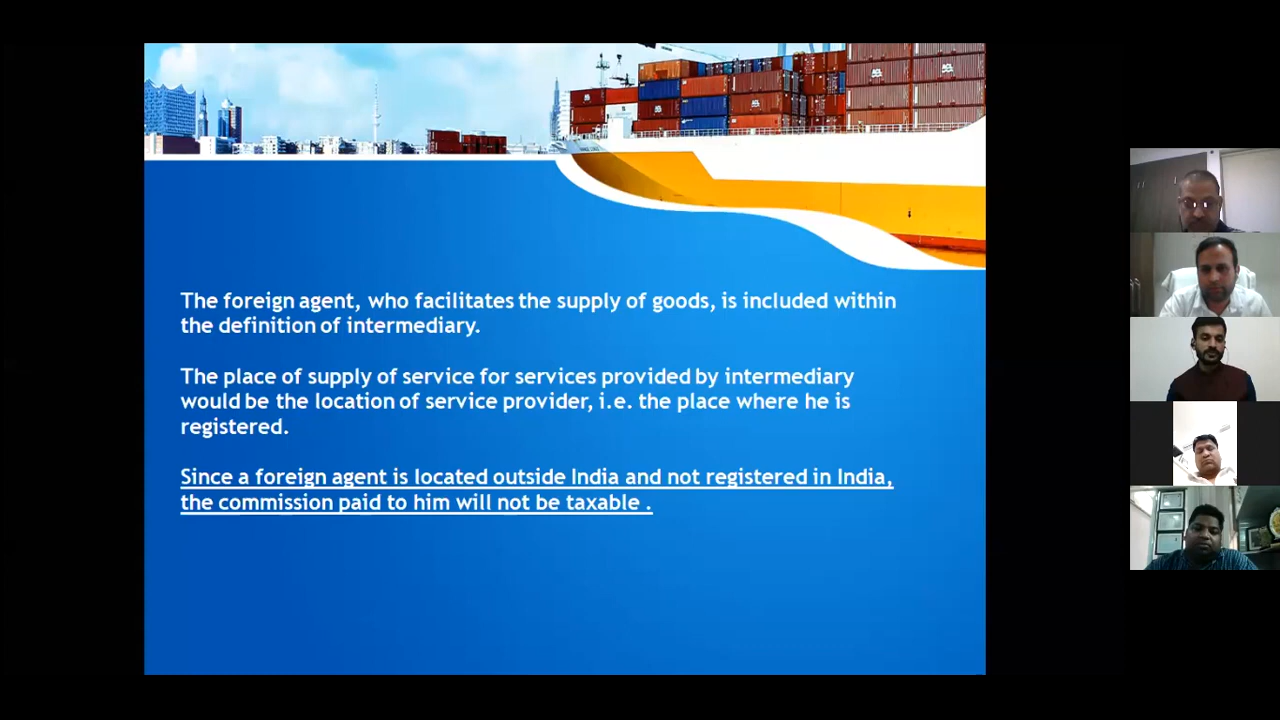 The foreign agent, who facilitates the supply of goods, is included within
the definition of intermediary.
The place of supply of service for services provided by intermediary
would be the location of service provider, i.e. the place where he is
registered.
Since a foreign agent is located outside India and not registered in India,
the commission paid to him will not be taxable .